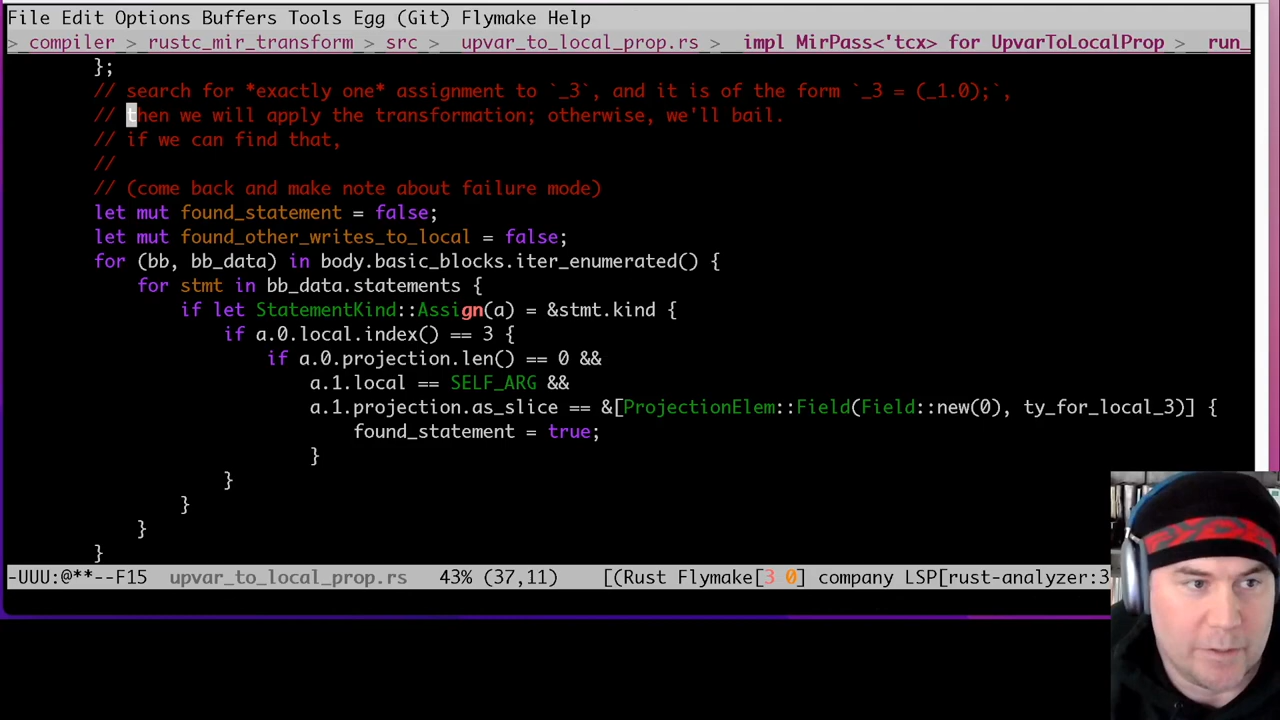 File Edit Options Buffers Tools Egg (Git) Flymake Help
> compiler > rustc_mir_transform > src > upvar_to_local_prop.rs > impl MirPass<'tcx> for UpvarToLocalProp > run_
};
// search for *exactly one* assignment to `_3`, and it is of the form `_3 = (_1.0);`,
// then we will apply the transformation; otherwise, we'll bail.
// if we can find that,
//
// (come back and make note about failure mode)
let mut found_statement = false;
let mut found_other_writes_to_local = false;
for (bb, bb_data) in body.basic_blocks.iter_enumerated() {
for stmt in bb_data.statements {
if let StatementKind::Assign(a) = &stmt.kind {
if a.0.local.index() == 3 {
if a.0.projection.len() == 0 &&
a.1.local == SELF_ARG &&
a.1.projection.as_slice == &[ProjectionElem::Field(Field::new(0), ty_for_local_3)] {
found_statement = true;
}
}
}
}
}
-UUU:@**--F15 upvar_to_local_prop.rs 43% (37,11) [(Rust Flymake[3 0] company LSP[rust-analyzer:3